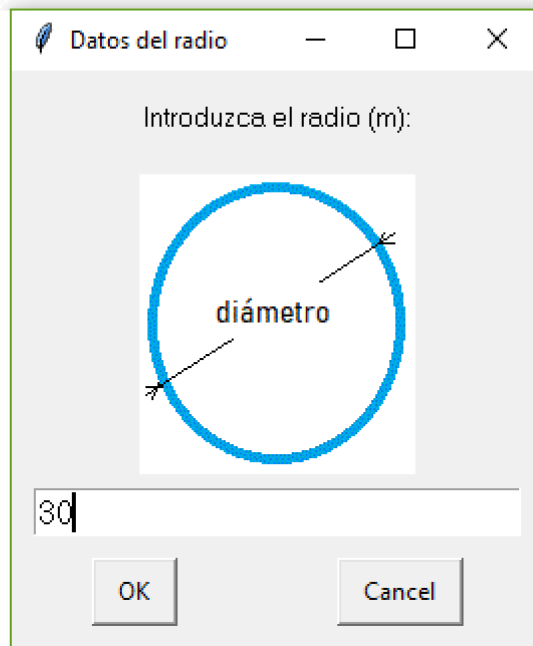 Datos del radio
Introduzca el radio (m):
diámetro
30
OK Cancel